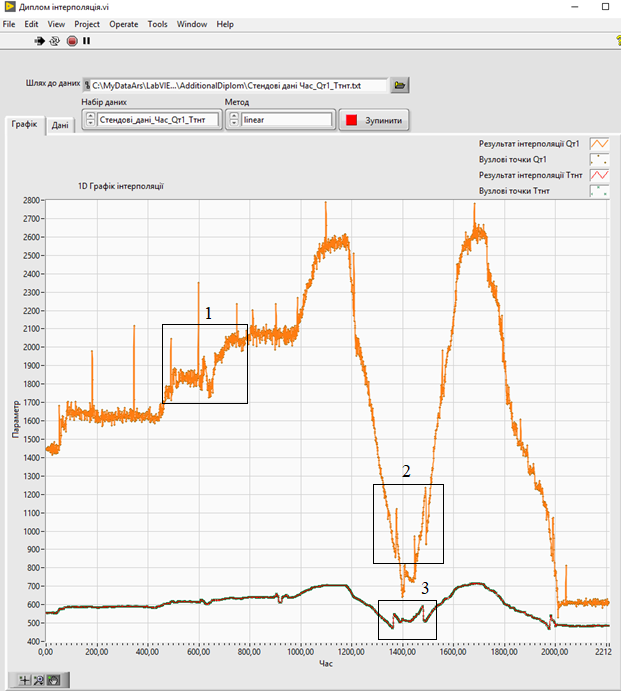 Диплом інтерполяція.vi
File Edit View Project Operate Tools Window Help
Шлях до даних C:\MyDataArs\LabVIE...\AdditionalDiplom\Стендові дані Час_Qт1_Ттнт.txt
Набір даних Метод
Стендові_дані_Час_Qт1_Ттнт linear Зупинити
Графік Дані
Результат інтерполяції Qт1
Вузлові точки Qт1
Результат інтерполяції Ттнт
Вузлові точки Ттнт
1D Графік інтерполяції
2800
2700
2600
2500
2400
2300
2200
2100
2000
1900
1800
1700
1600
1500
1400
1300
1200
1100
1000
900
800
700
600
500
400
Параметр
1
2
3
0,00 200,00 400,00 600,00 800,00 1000,00 1200,00 1400,00 1600,00 1800,00 2000,00 2212
Час